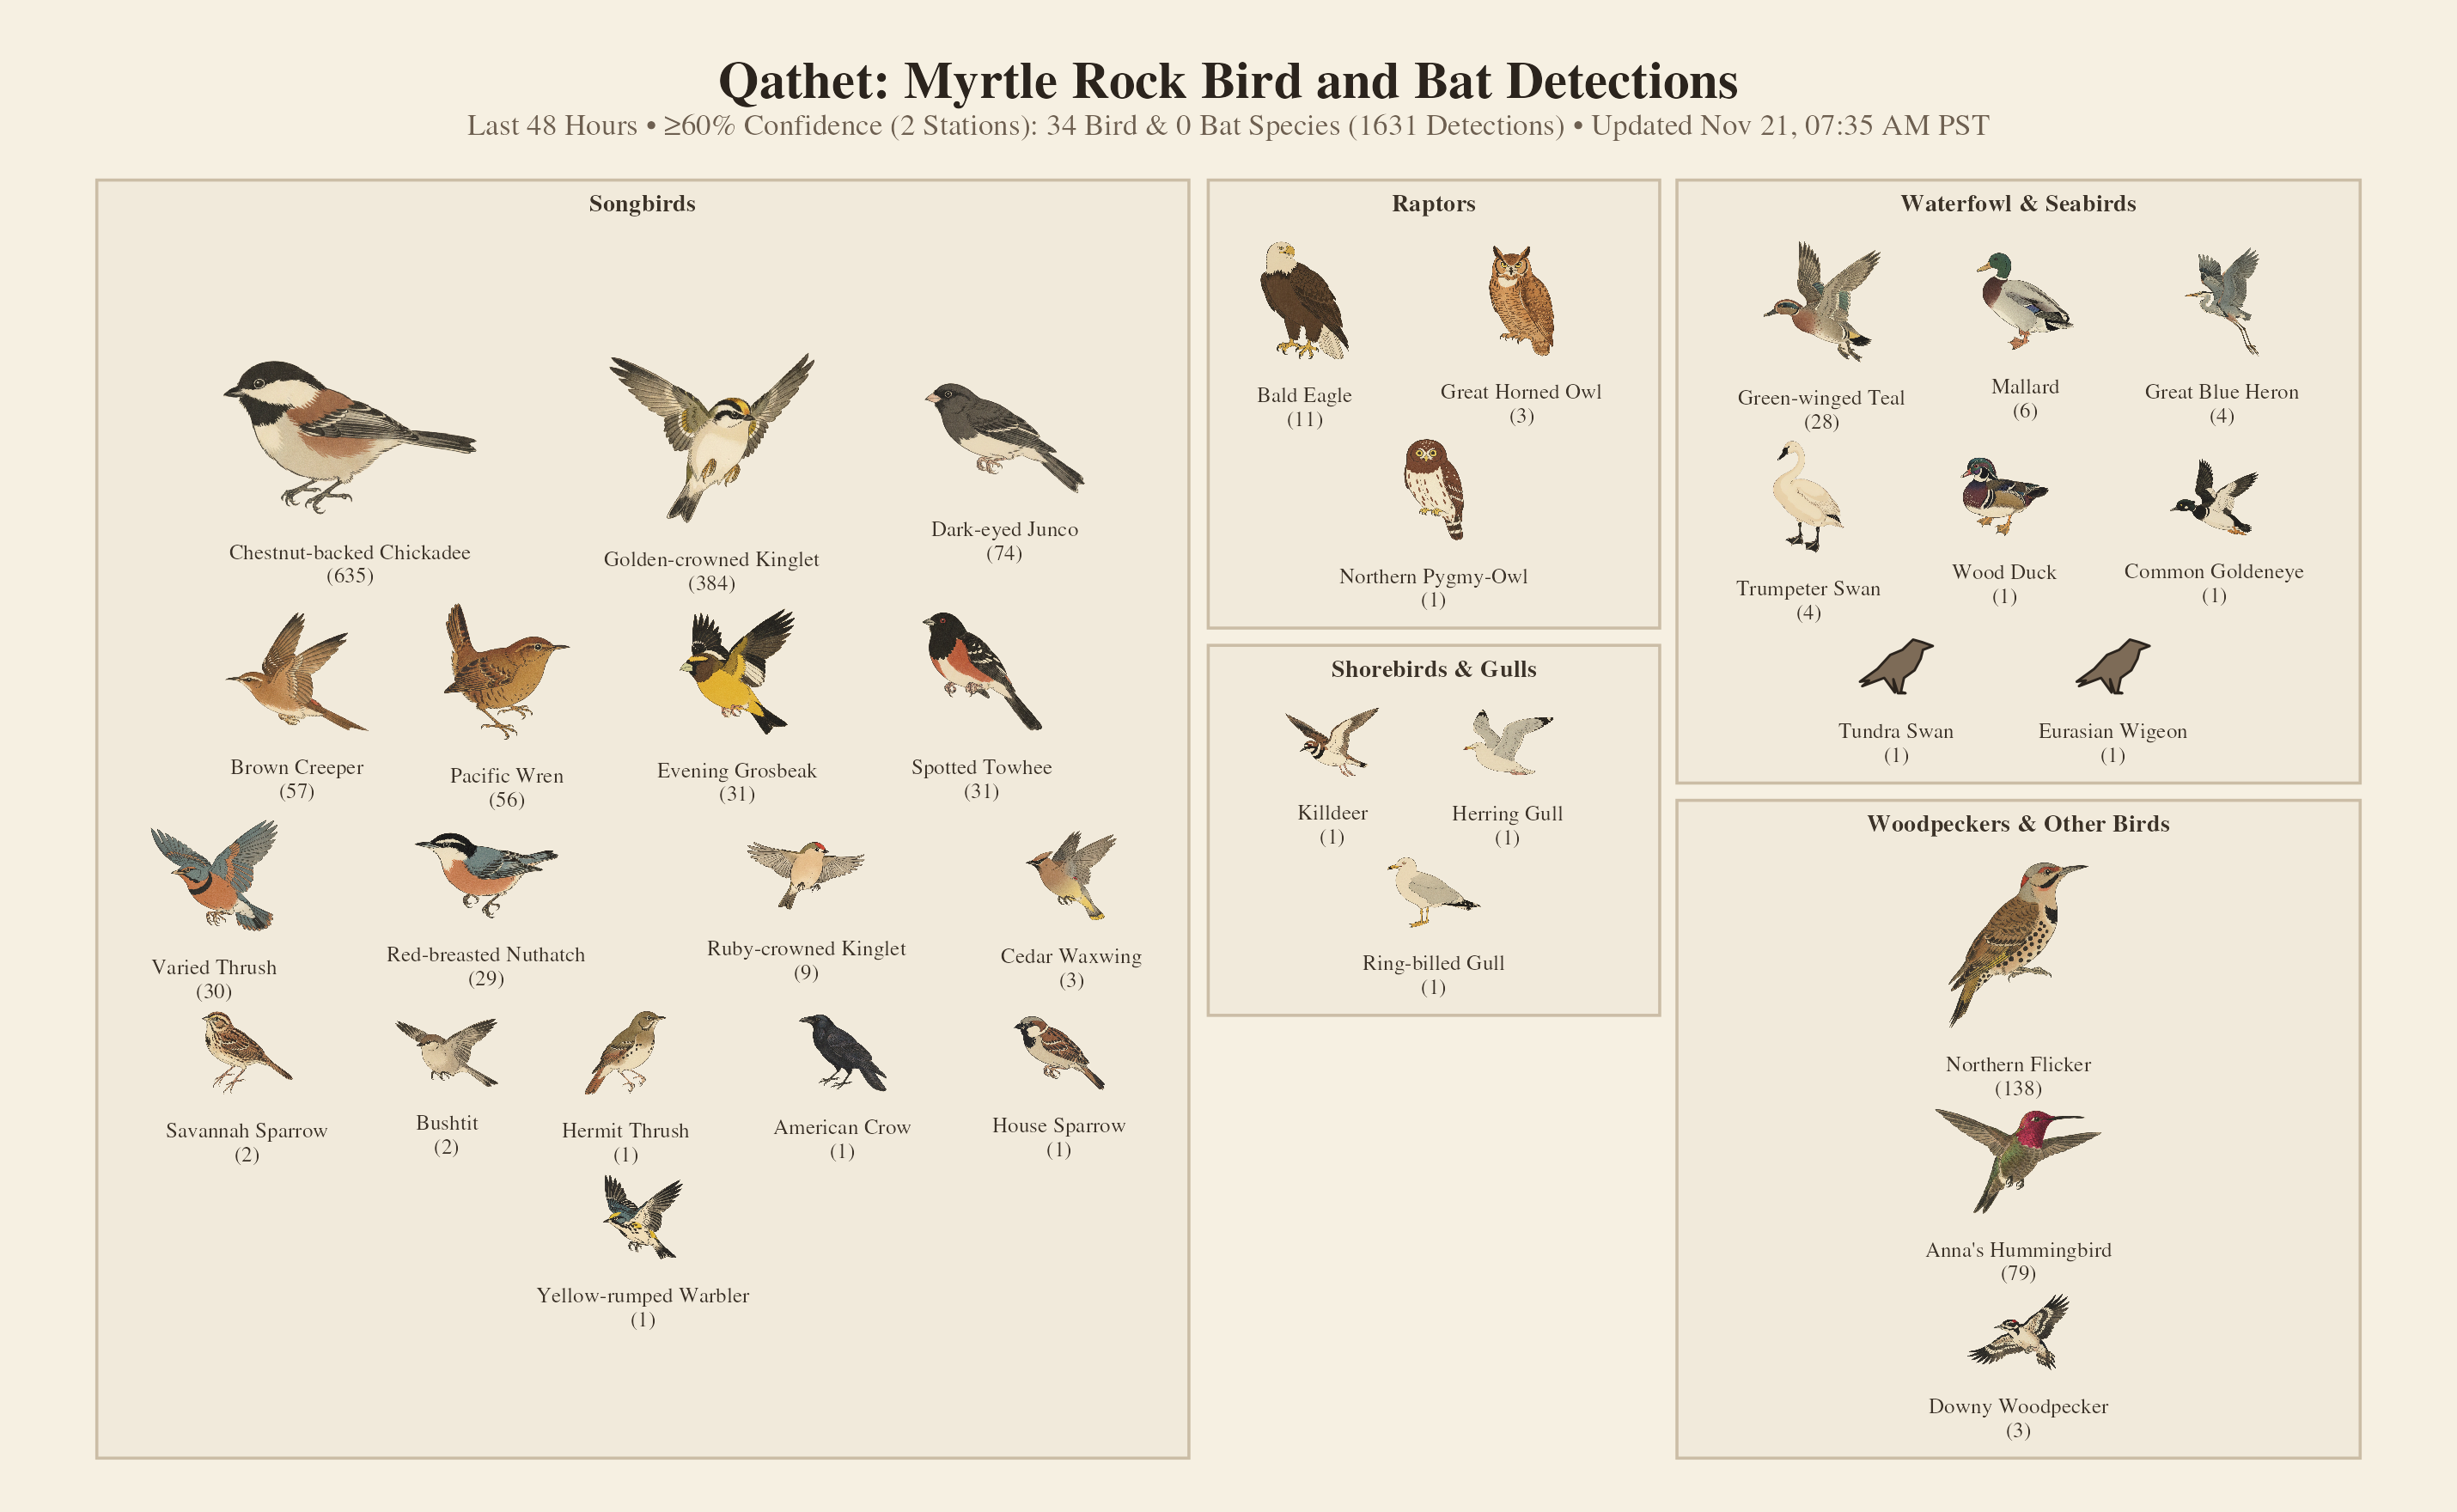 Qathet: Myrtle Rock Bird and Bat Detections
Last 48 Hours • ≥60% Confidence (2 Stations): 34 Bird & 0 Bat Species (1631 Detections) • Updated Nov 21, 07:35 AM PST
Songbirds
Chestnut-backed Chickadee
(635)
Golden-crowned Kinglet
(384)
Dark-eyed Junco
(74)
Brown Creeper
(57)
Pacific Wren
(56)
Evening Grosbeak
(31)
Spotted Towhee
(31)
Varied Thrush
(30)
Red-breasted Nuthatch
(29)
Ruby-crowned Kinglet
(9)
Cedar Waxwing
(3)
Savannah Sparrow
(2)
Bushtit
(2)
Hermit Thrush
(1)
American Crow
(1)
House Sparrow
(1)
Yellow-rumped Warbler
(1)
Raptors
Bald Eagle
(11)
Great Horned Owl
(3)
Northern Pygmy-Owl
(1)
Shorebirds & Gulls
Killdeer
(1)
Herring Gull
(1)
Ring-billed Gull
(1)
Waterfowl & Seabirds
Green-winged Teal
(28)
Mallard
(6)
Great Blue Heron
(4)
Trumpeter Swan
(4)
Wood Duck
(1)
Common Goldeneye
(1)
Tundra Swan
(1)
Eurasian Wigeon
(1)
Woodpeckers & Other Birds
Northern Flicker
(138)
Anna's Hummingbird
(79)
Downy Woodpecker
(3)